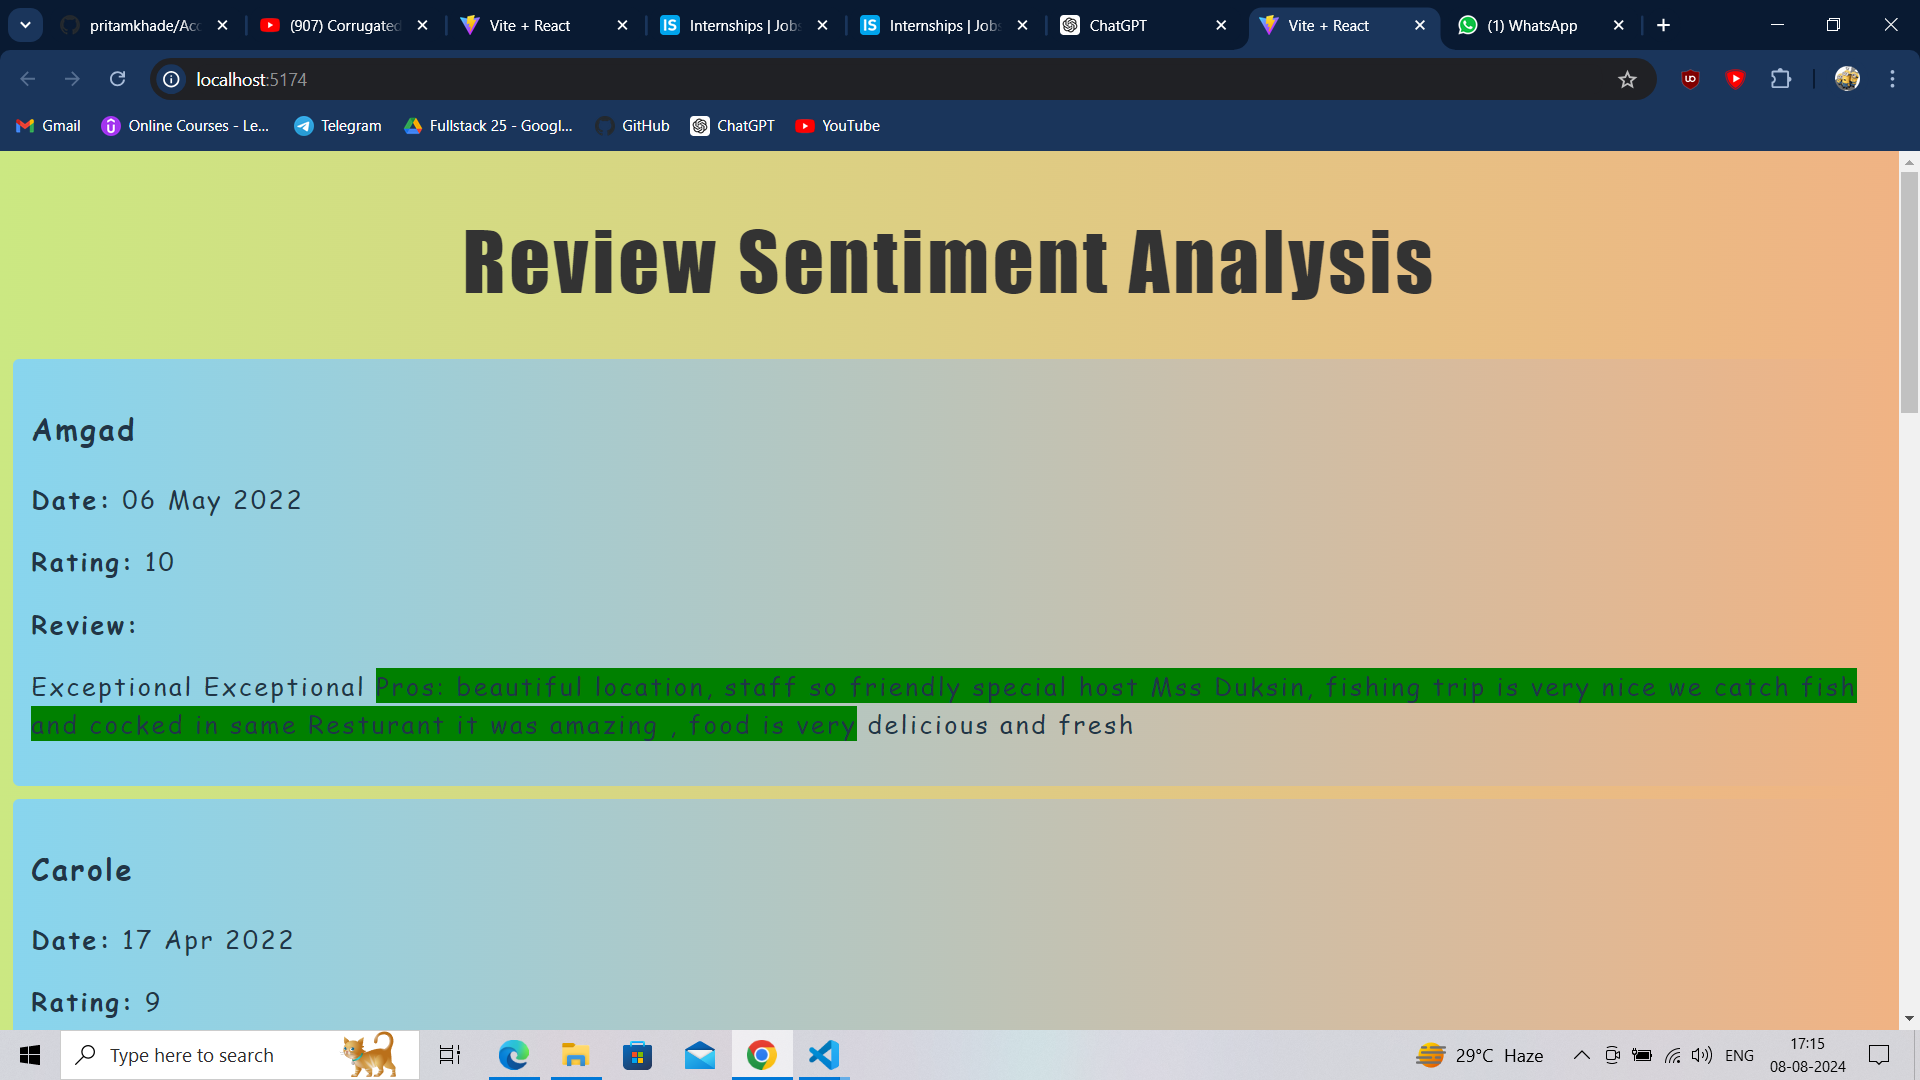 pritamkhade/Acc
(907) Corrugated
Vite + React
Internships | Jobs
Internships | Jobs
ChatGPT
Vite + React
(1) WhatsApp
localhost:5174
Gmail
Online Courses - Le...
Telegram
Fullstack 25 - Googl...
GitHub
ChatGPT
YouTube
Review Sentiment Analysis
Amgad
Date: 06 May 2022
Rating: 10
Review:
Exceptional Exceptional Pros: beautiful location, staff so friendly special host Mss Duksin, fishing trip is very nice we catch fish
and cocked in same Resturant it was amazing , food is very delicious and fresh
Carole
Date: 17 Apr 2022
Rating: 9
Type here to search
29°C Haze
ENG
17:15
08-08-2024